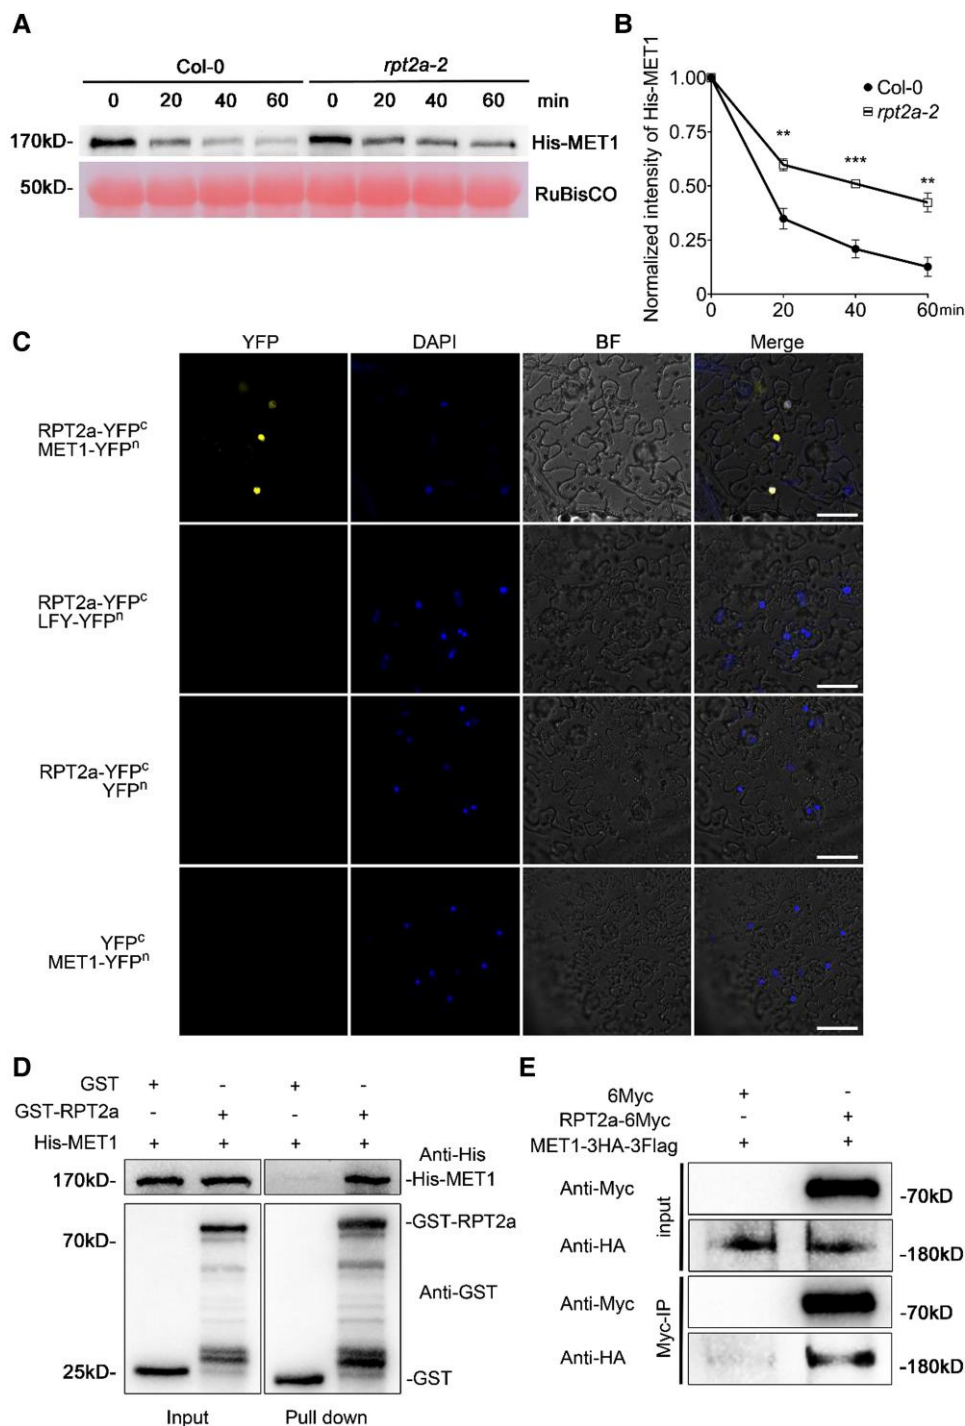 A
Col-0 rpt2a-2
0 20 40 60 0 20 40 60 min
170kD- His-MET1
50kD- RuBisCO
B
Normalized intensity of His-MET1
1.00
0.75
0.50
0.25
0
0 20 40 60 min
Col-0
rpt2a-2
** *** **
C
YFP DAPI BF Merge
RPT2a-YFPᶜ
MET1-YFPⁿ
RPT2a-YFPᶜ
LFY-YFPⁿ
RPT2a-YFPᶜ
YFPⁿ
YFPᶜ
MET1-YFPⁿ
D
GST + - + -
GST-RPT2a - + - +
His-MET1 + + + +
Anti-His
170kD- -His-MET1
-GST-RPT2a
70kD-
Anti-GST
25kD- -GST
Input Pull down
E
6Myc + -
RPT2a-6Myc - +
MET1-3HA-3Flag + +
input
Anti-Myc -70kD
Anti-HA -180kD
Myc-IP
Anti-Myc -70kD
Anti-HA -180kD